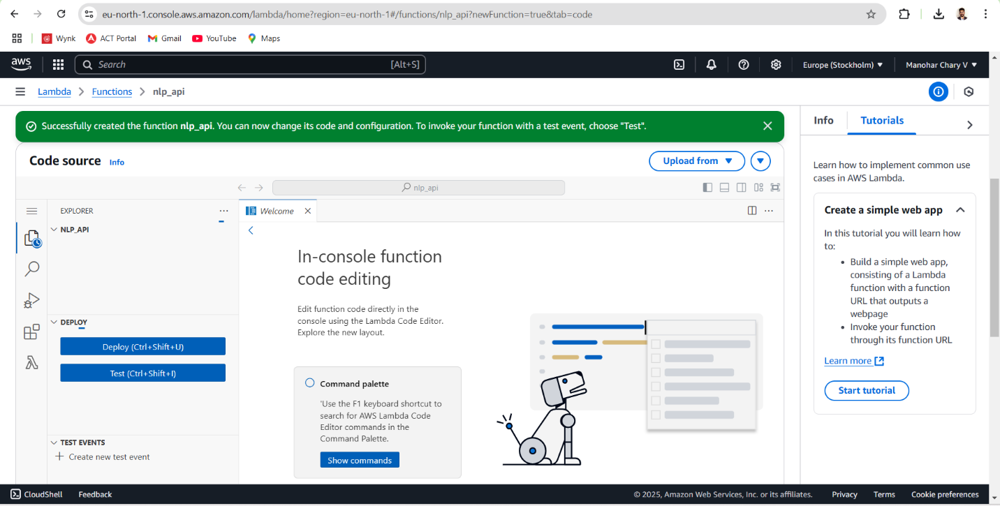 eu-north-1.console.aws.amazon.com/lambda/home?region=eu-north-1#/functions/nlp_api?newFunction=true&tab=code
Wynk ACT Portal Gmail YouTube Maps
aws Search [Alt+S] Europe (Stockholm) Manohar Chary V
Lambda Functions nlp_api
Successfully created the function nlp_api. You can now change its code and configuration. To invoke your function with a test event, choose "Test".
Code source Info Upload from
nlp_api
EXPLORER
NLP_API
DEPLOY
Deploy (Ctrl+Shift+U)
Test (Ctrl+Shift+I)
TEST EVENTS
Create new test event
Welcome
In-console function
code editing
Edit function code directly in the
console using the Lambda Code Editor.
Explore the new layout.
Command palette
'Use the F1 keyboard shortcut to
search for AWS Lambda Code
Editor commands in the
Command Palette.
Show commands
Info Tutorials
Learn how to implement common use
cases in AWS Lambda.
Create a simple web app
In this tutorial you will learn how
to:
• Build a simple web app,
consisting of a Lambda
function with a function
URL that outputs a
webpage
• Invoke your function
through its function URL
Learn more
Start tutorial
CloudShell Feedback © 2025, Amazon Web Services, Inc. or its affiliates. Privacy Terms Cookie preferences